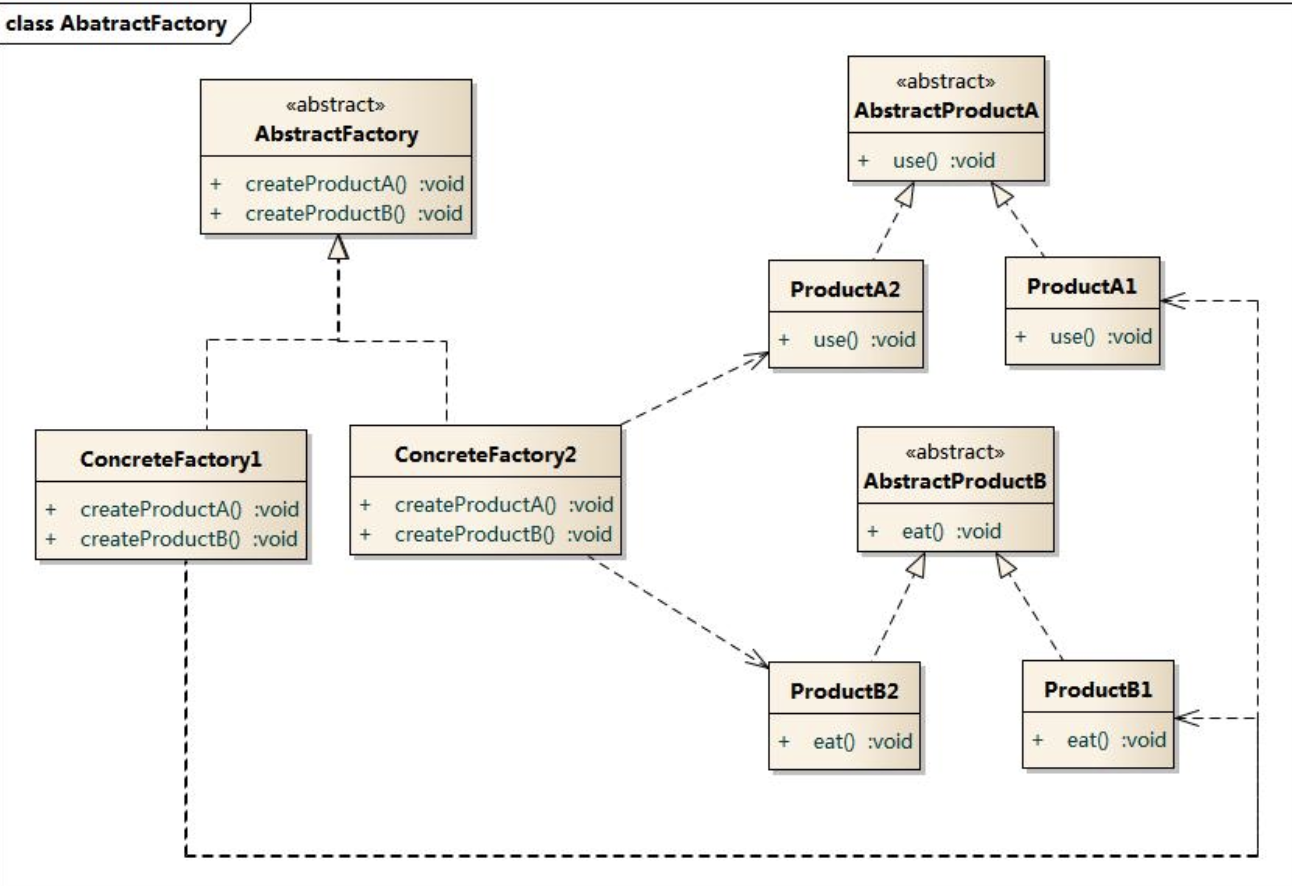 class AbatractFactory
«abstract»
AbstractFactory
+ createProductA() :void
+ createProductB() :void
«abstract»
AbstractProductA
+ use() :void
ProductA2
+ use() :void
ProductA1
+ use() :void
ConcreteFactory1
+ createProductA() :void
+ createProductB() :void
ConcreteFactory2
+ createProductA() :void
+ createProductB() :void
«abstract»
AbstractProductB
+ eat() :void
ProductB2
+ eat() :void
ProductB1
+ eat() :void